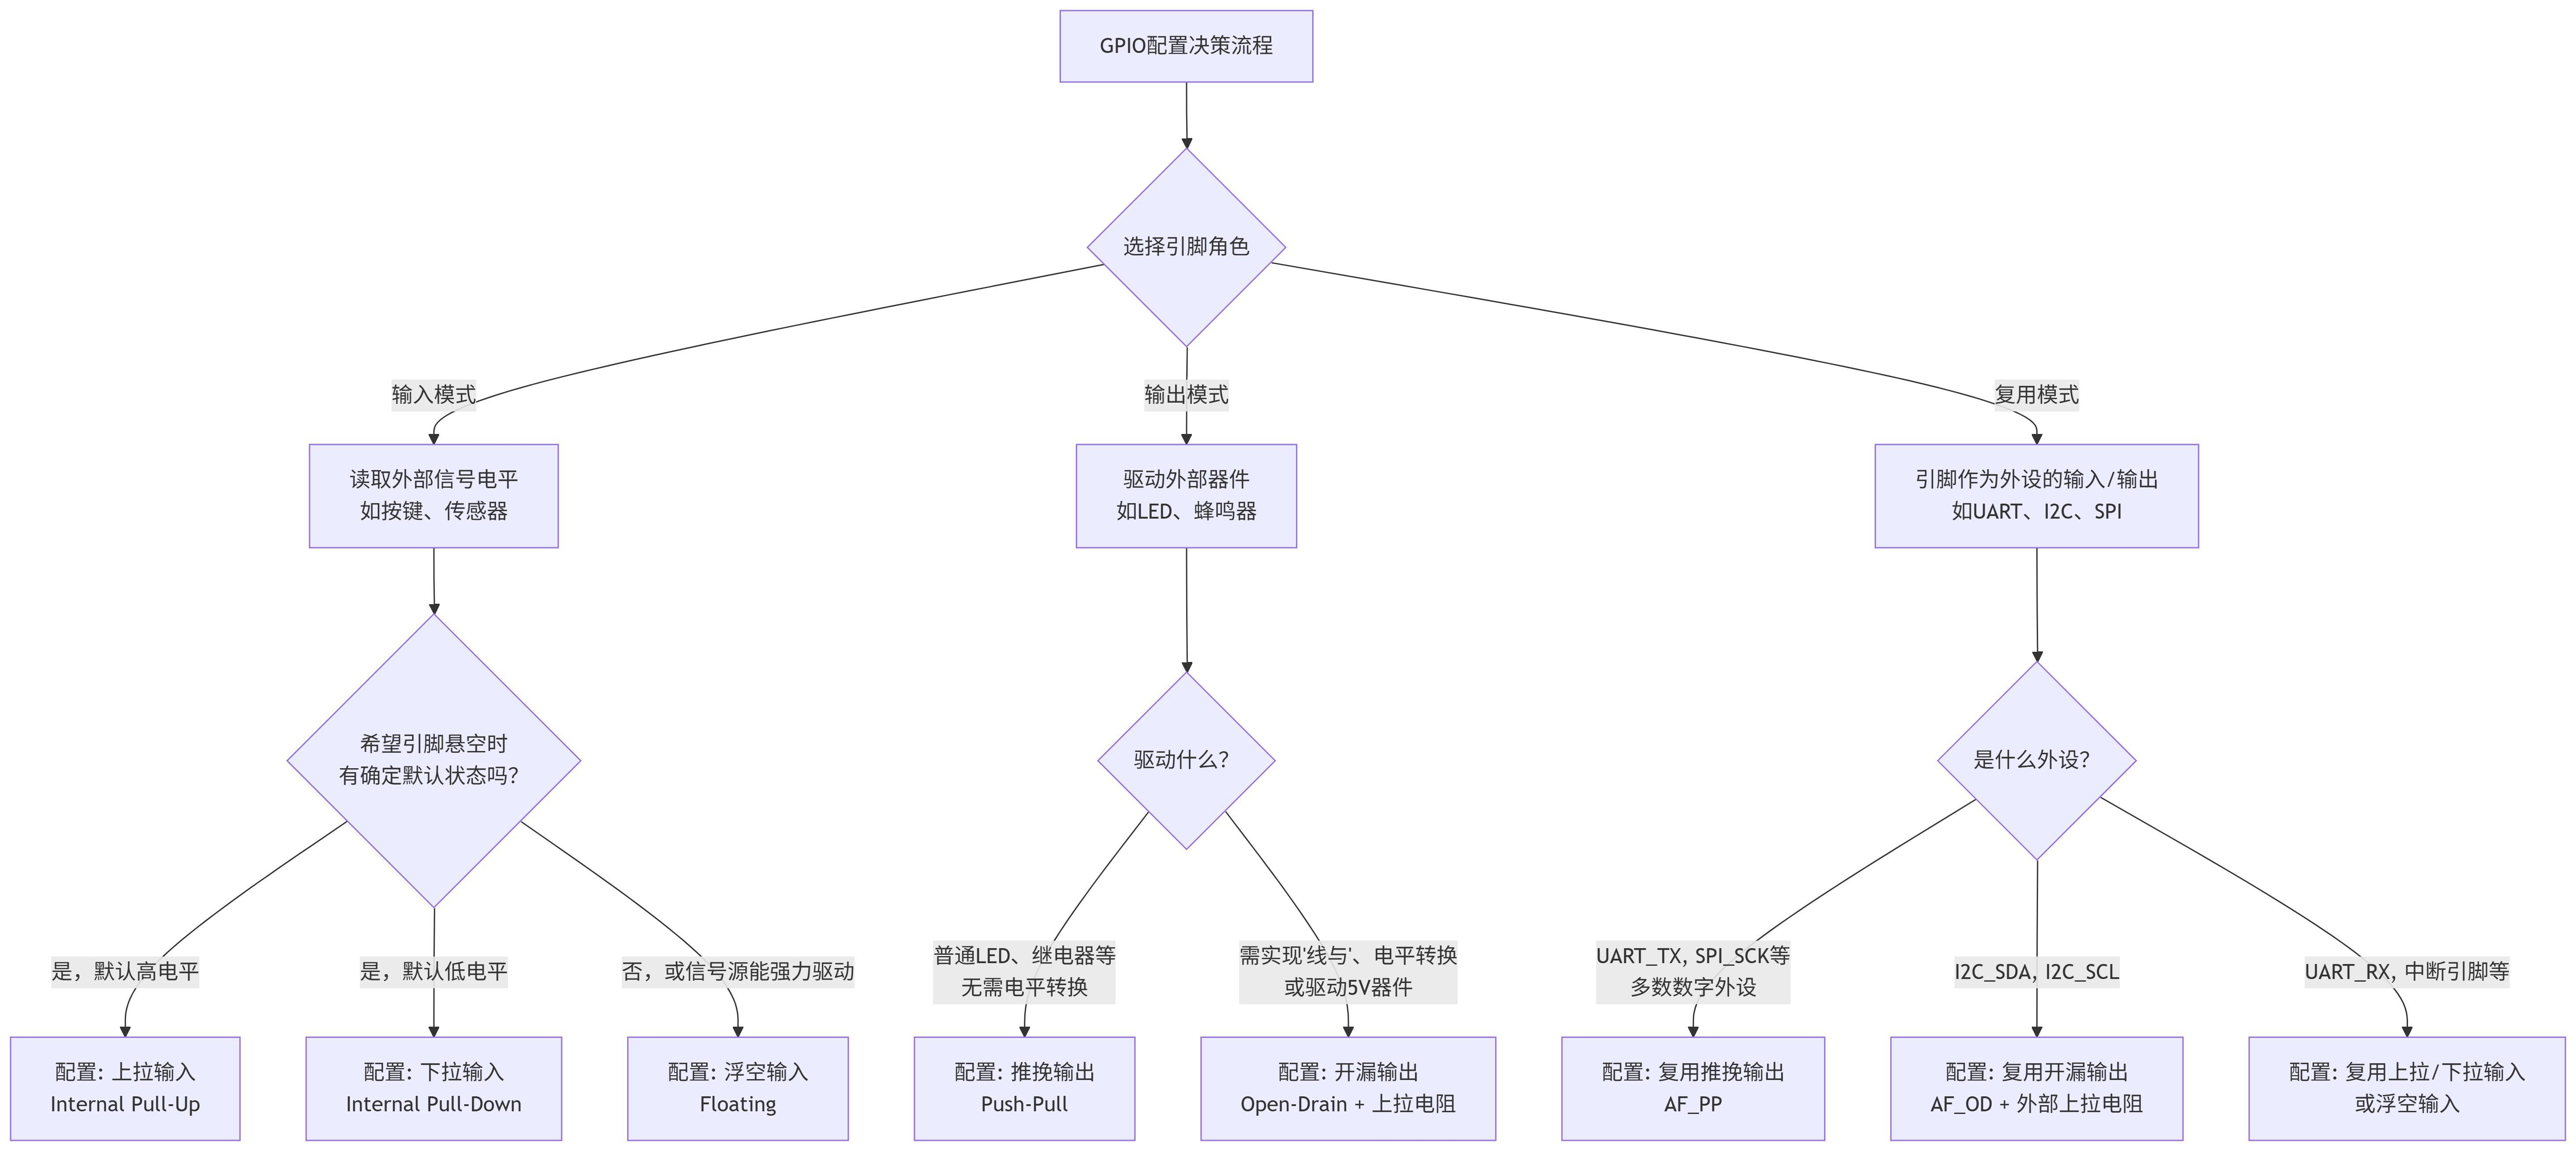 GPIO配置决策流程
选择引脚角色
输入模式
输出模式
复用模式
读取外部信号电平
如按键、传感器
驱动外部器件
如LED、蜂鸣器
引脚作为外设的输入/输出
如UART、I2C、SPI
希望引脚悬空时
有确定默认状态吗?
驱动什么?
是什么外设?
是，默认高电平
是，默认低电平
否，或信号源能强力驱动
普通LED、继电器等
无需电平转换
需实现'线与'、电平转换
或驱动5V器件
UART_TX, SPI_SCK等
多数数字外设
I2C_SDA, I2C_SCL
UART_RX, 中断引脚等
配置: 上拉输入
Internal Pull-Up
配置: 下拉输入
Internal Pull-Down
配置: 浮空输入
Floating
配置: 推挽输出
Push-Pull
配置: 开漏输出
Open-Drain + 上拉电阻
配置: 复用推挽输出
AF_PP
配置: 复用开漏输出
AF_OD + 外部上拉电阻
配置: 复用上拉/下拉输入
或浮空输入